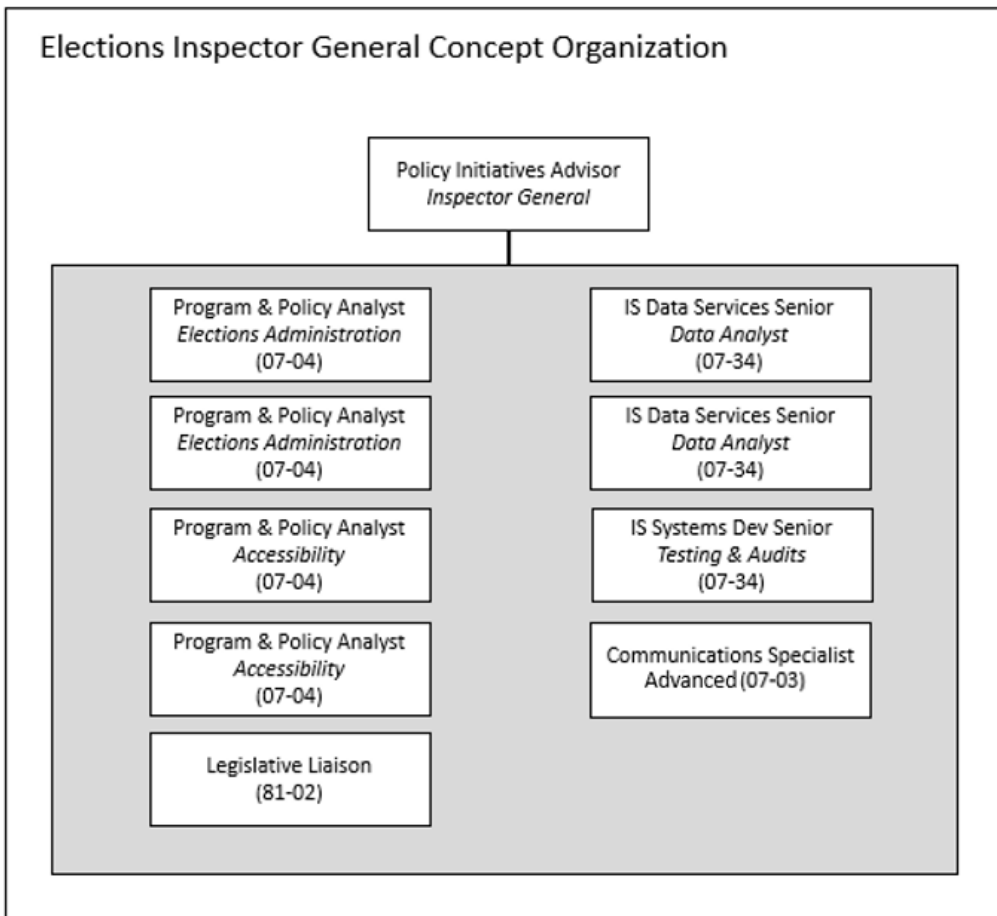 Elections Inspector General Concept Organization
Policy Initiatives Advisor
Inspector General
Program & Policy Analyst
Elections Administration
(07-04)
Program & Policy Analyst
Elections Administration
(07-04)
Program & Policy Analyst
Accessibility
(07-04)
Program & Policy Analyst
Accessibility
(07-04)
Legislative Liaison
(81-02)
IS Data Services Senior
Data Analyst
(07-34)
IS Data Services Senior
Data Analyst
(07-34)
IS Systems Dev Senior
Testing & Audits
(07-34)
Communications Specialist
Advanced (07-03)